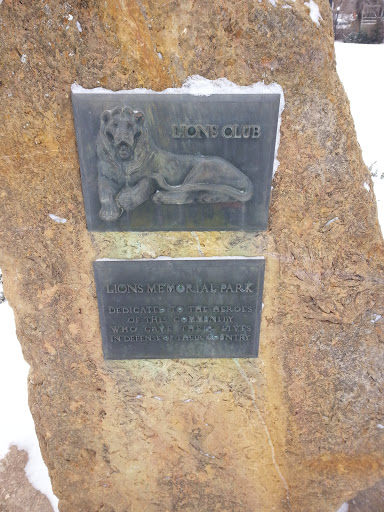 LIONS CLUB
LIONS MEMORIAL PARK
DEDICATED TO THE HEROES
OF THE COMMUNITY
WHO GAVE THEIR LIVES
IN DEFENSE OF THEIR COUNTRY